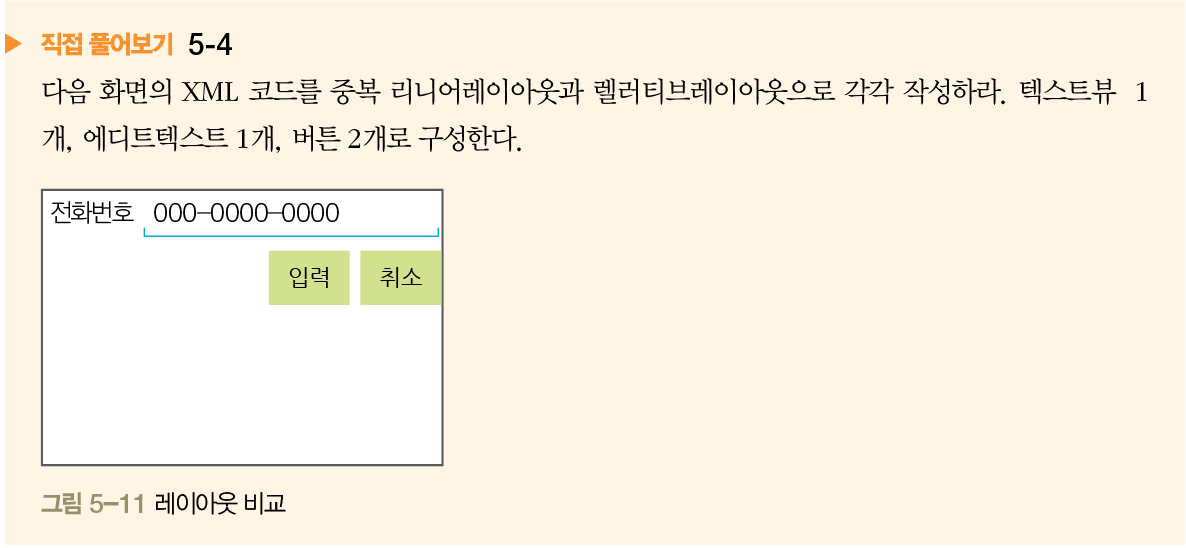 직접 풀어보기 5-4
다음 화면의 XML 코드를 중복 리니어레이아웃과 렐러티브레이아웃으로 각각 작성하라. 텍스트뷰 1
개, 에디트텍스트 1개, 버튼 2개로 구성한다.
전화번호 000-0000-0000
입력 취소
그림 5-11 레이아웃 비교